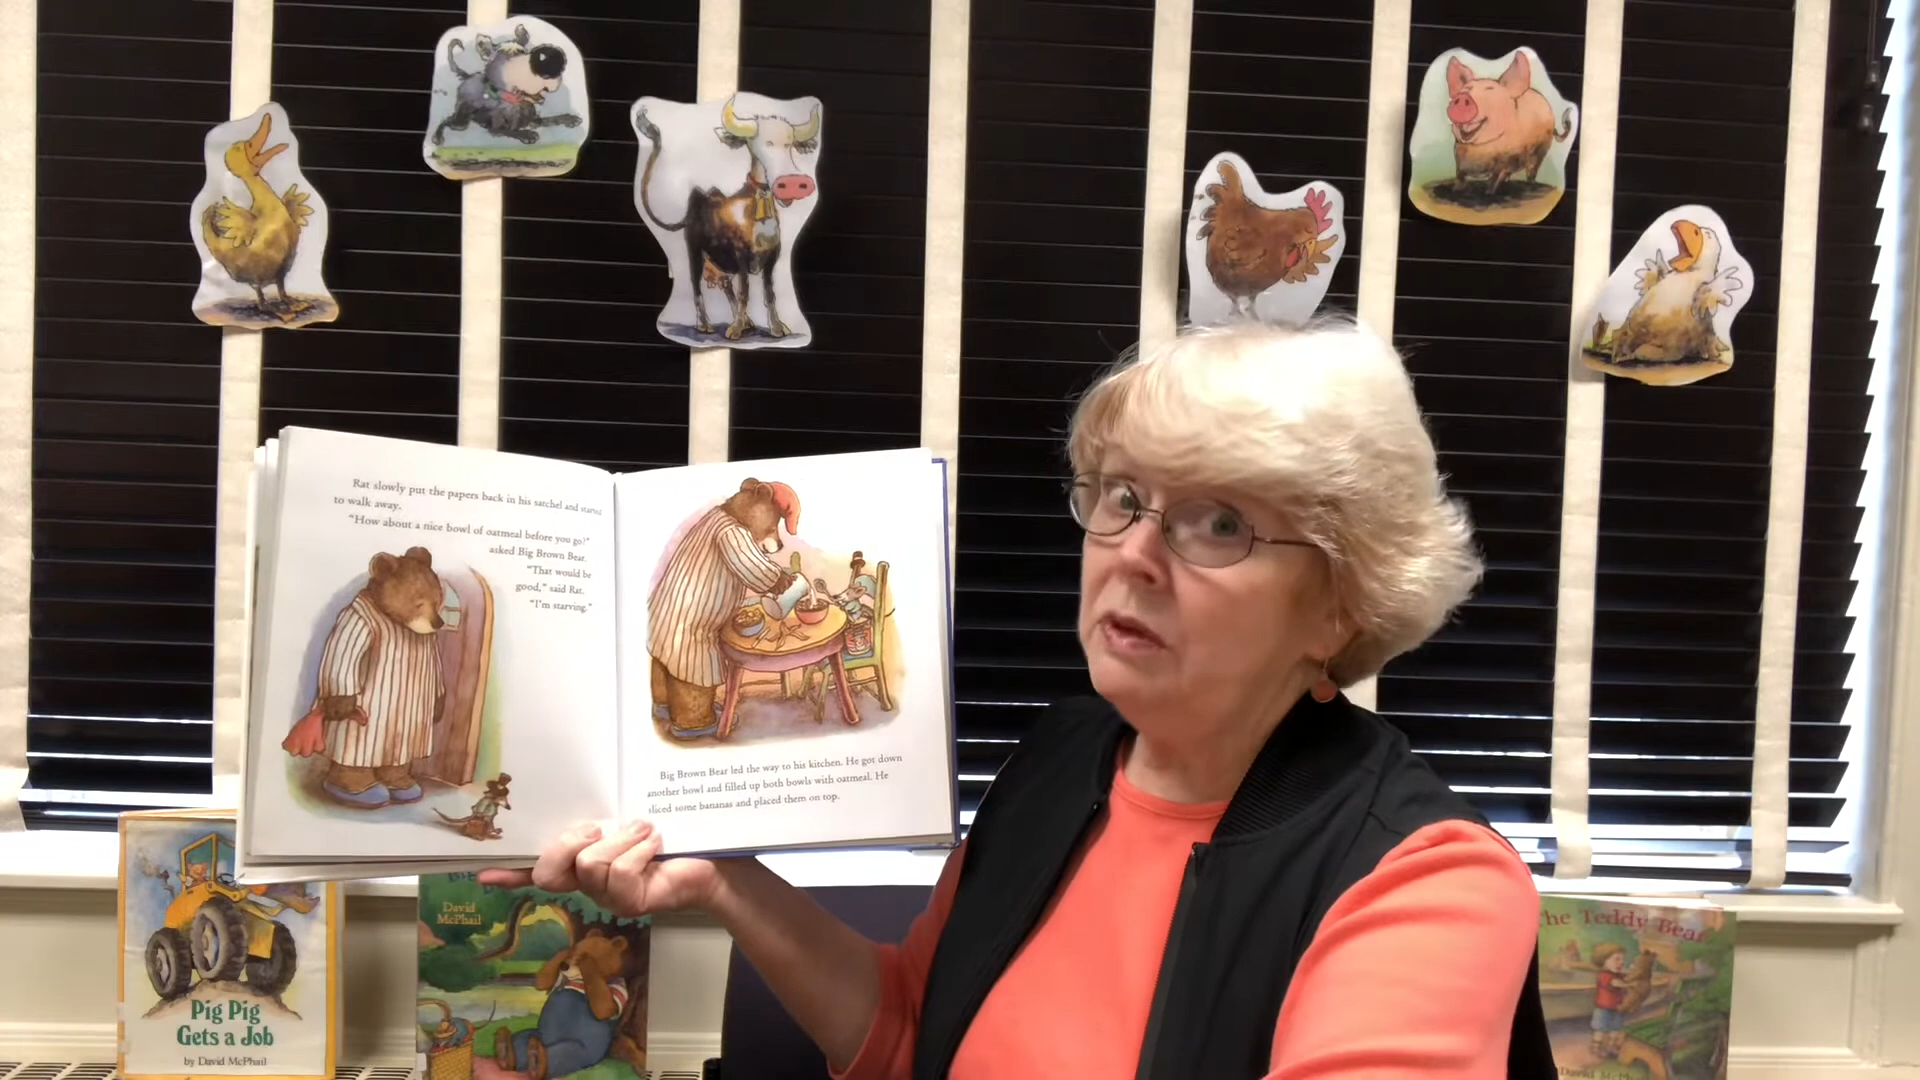 Rat slowly put the papers back in his satchel and started
to walk away.
"How about a nice bowl of oatmeal before you go?"
asked Big Brown Bear.
"That would be
good," said Rat.
"I'm starving."
Big Brown Bear led the way to his kitchen. He got down
another bowl and filled up both bowls with oatmeal. He
sliced some bananas and placed them on top.
Pig Pig
Gets a Job
by David McPhail
David
McPhail
The Teddy Bear
David